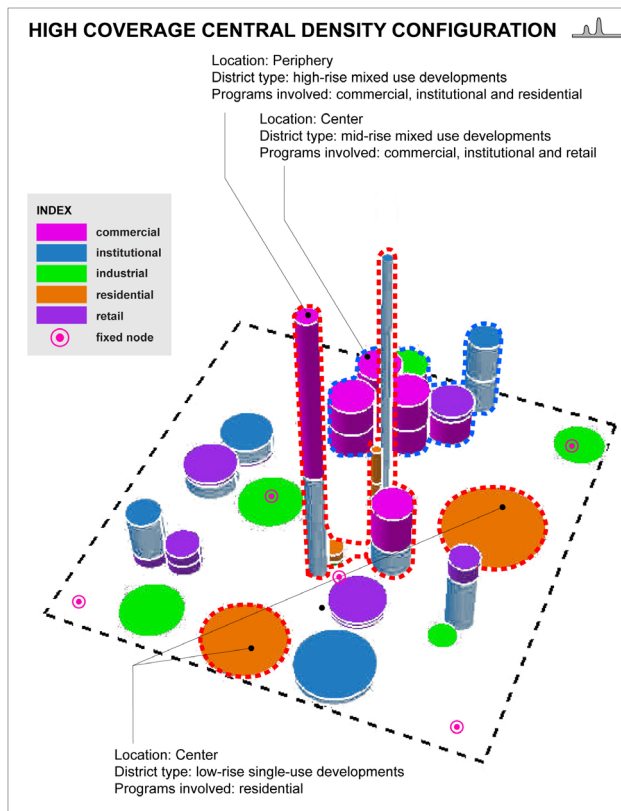 HIGH COVERAGE CENTRAL DENSITY CONFIGURATION
Location: Periphery
District type: high-rise mixed use developments
Programs involved: commercial, institutional and residential
Location: Center
District type: mid-rise mixed use developments
Programs involved: commercial, institutional and retail
INDEX
commercial
institutional
industrial
residential
retail
fixed node
Location: Center
District type: low-rise single-use developments
Programs involved: residential